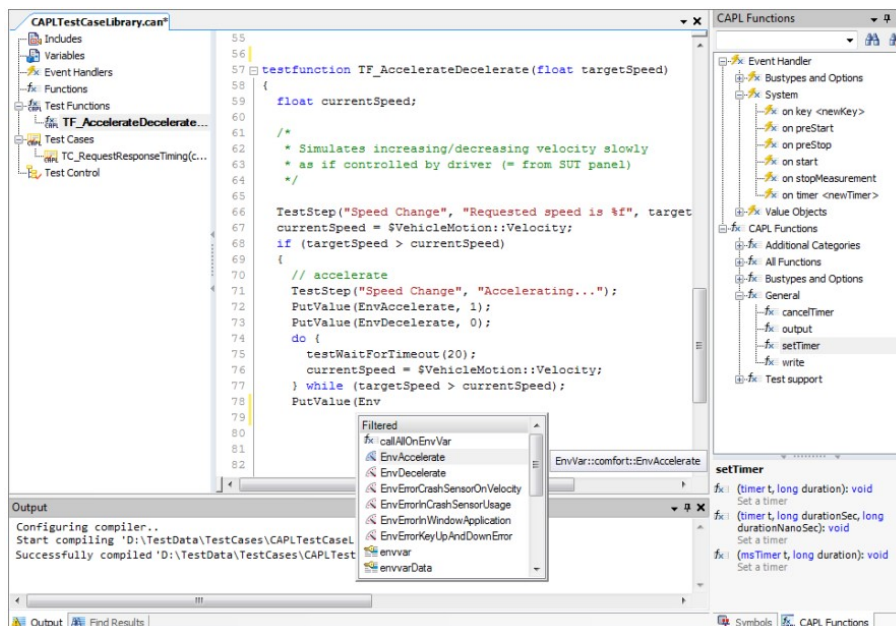 CAPLTestCaseLibrary.can*
Includes
Variables
Event Handlers
Functions
Test Functions
TF_AccelerateDecelerate...
Test Cases
TC_RequestResponseTiming(c...
Test Control
55
56
57 testfunction TF_AccelerateDecelerate(float targetSpeed)
58 {
59 float currentSpeed;
60
61 /*
62 * Simulates increasing/decreasing velocity slowly
63 * as if controlled by driver (= from SUT panel)
64 */
65
66 TestStep("Speed Change", "Requested speed is %f", target
67 currentSpeed = $VehicleMotion::Velocity;
68 if (targetSpeed > currentSpeed)
69 {
70 // accelerate
71 TestStep("Speed Change", "Accelerating...");
72 PutValue(EnvAccelerate, 1);
73 PutValue(EnvDecelerate, 0);
74 do {
75 testWaitForTimeout(20);
76 currentSpeed = $VehicleMotion::Velocity;
77 } while (targetSpeed > currentSpeed);
78 PutValue(Env
79
80
81
82
Filtered
callAllOnEnvVar
EnvAccelerate
EnvDecelerate
EnvErrorCrashSensorOnVelocity
EnvErrorInCrashSensorUsage
EnvErrorInWindowApplication
EnvErrorKeyUpAndDownError
envvar
envvarData
EnvVar::comfort::EnvAccelerate
CAPL Functions
Event Handler
Bustypes and Options
System
on key <newKey>
on preStart
on preStop
on start
on stopMeasurement
on timer <newTimer>
Value Objects
CAPL Functions
Additional Categories
All Functions
Bustypes and Options
General
cancelTimer
output
setTimer
write
Test support
setTimer
(timer t, long duration): void
Set a timer
(timer t, long durationSec, long
durationNanoSec): void
Set a timer
(msTimer t, long duration): void
Set a timer
Output
Configuring compiler..
Start compiling 'D:\TestData\TestCases\CAPLTestCaseL
Successfully compiled 'D:\TestData\TestCases\CAPLTest
Output
Find Results
Symbols
CAPL Functions